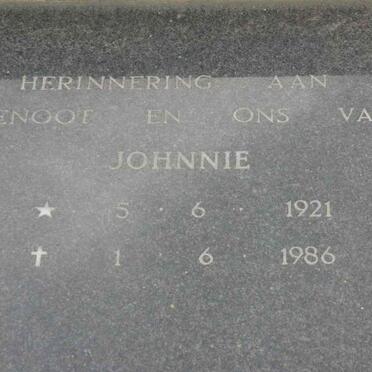 HERINNERING AAN
ENOOT EN ONS VA
JOHNNIE
★ 5 · 6 · 1921
✝ 1 6 · 1986